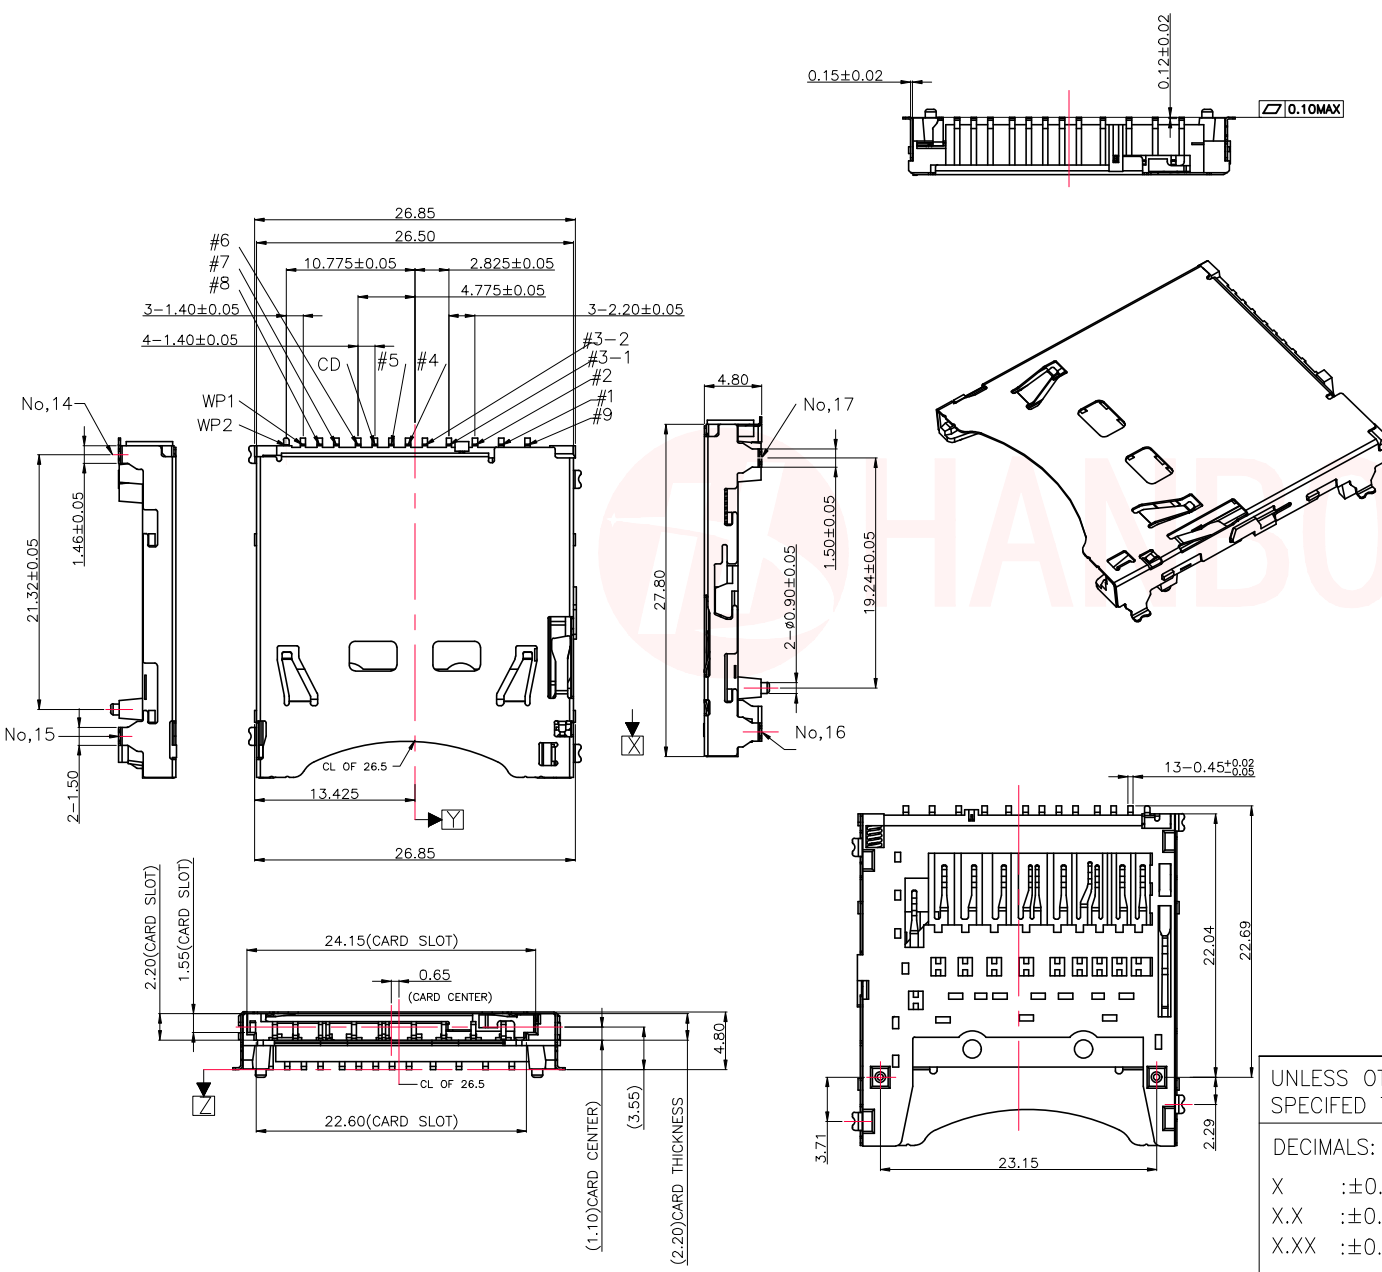 0.15±0.02
0.12±0.02
0.10MAX
26.85
26.50
10.775±0.05
2.825±0.05
4.775±0.05
3-1.40±0.05
3-2.20±0.05
4-1.40±0.05
#6
#7
#8
CD
#5
#4
#3-2
#3-1
#2
#1
#9
WP1
WP2
No,14
1.46±0.05
21.32±0.05
No,15
2-1.50
CL OF 26.5
13.425
Y
26.85
X
4.80
No,17
27.80
1.50±0.05
19.24±0.05
2-ø0.90±0.05
No,16
HANBO
13-0.45+0.02-0.05
22.04
22.69
3.71
2.29
23.15
2.20(CARD SLOT)
1.55(CARD SLOT)
24.15(CARD SLOT)
0.65
(CARD CENTER)
4.80
CL OF 26.5
Z
22.60(CARD SLOT)
(3.55)
(1.10)CARD CENTER)
(2.20)CARD THICKNESS
UNLESS OT
SPECIFED T
DECIMALS:
X :±0.
X.X :±0.
X.XX :±0.